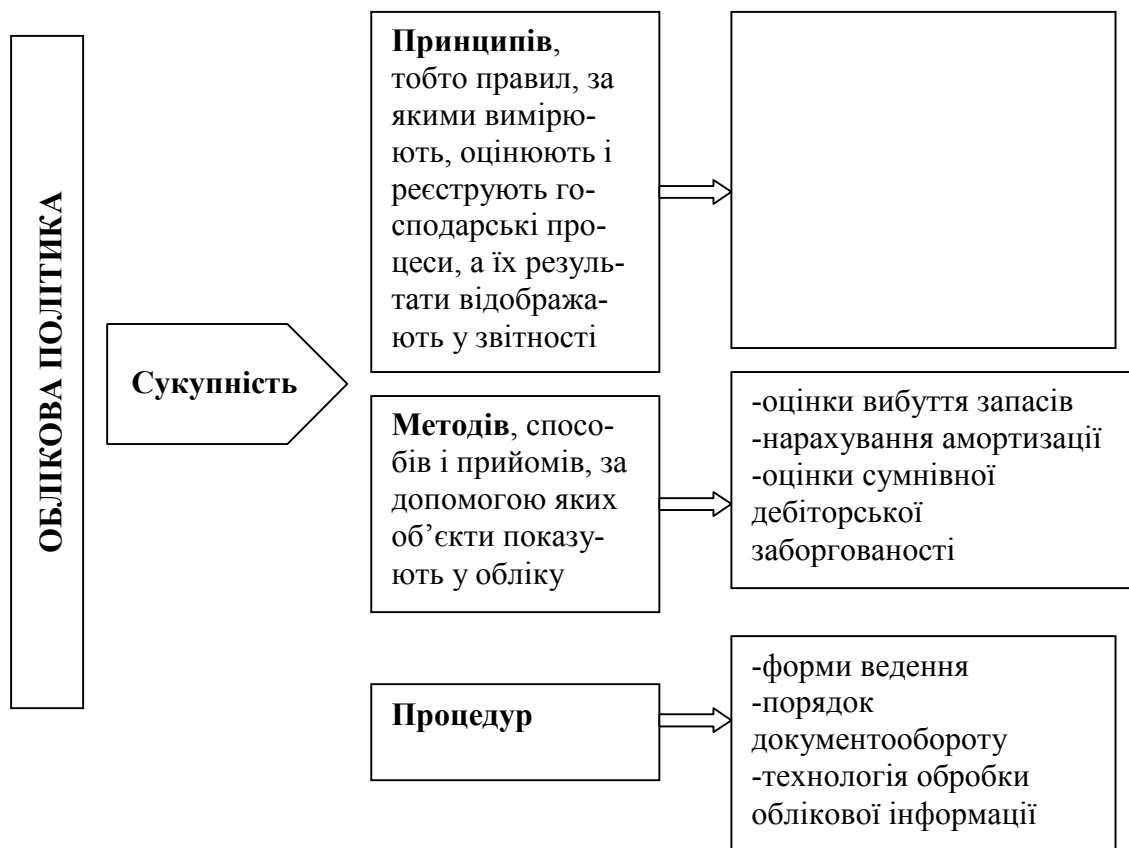 ОБЛІКОВА ПОЛІТИКА
Сукупність
Принципів,
тобто правил, за
якими вимірю-
ють, оцінюють і
реєструють го-
сподарські про-
цеси, а їх резуль-
тати відобража-
ють у звітності
Методів, спосо-
бів і прийомів, за
допомогою яких
об’єкти показу-
ють у обліку
-оцінки вибуття запасів
-нарахування амортизації
-оцінки сумнівної
дебіторської
заборгованості
Процедур
-форми ведення
-порядок
документообороту
-технологія обробки
облікової інформації